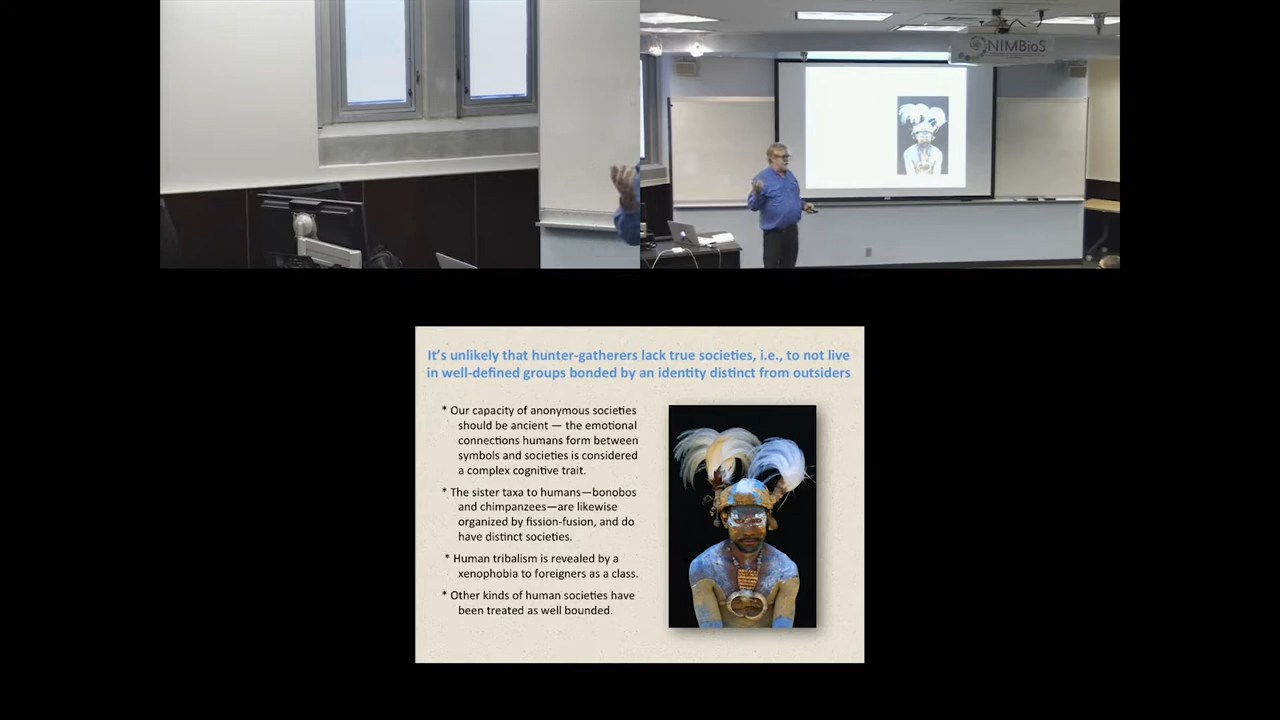 NIMBioS
It's unlikely that hunter-gatherers lack true societies, i.e., to not live
in well-defined groups bonded by an identity distinct from outsiders
* Our capacity of anonymous societies
should be ancient — the emotional
connections humans form between
symbols and societies is considered
a complex cognitive trait.
* The sister taxa to humans—bonobos
and chimpanzees—are likewise
organized by fission-fusion, and do
have distinct societies.
* Human tribalism is revealed by a
xenophobia to foreigners as a class.
* Other kinds of human societies have
been treated as well bounded.